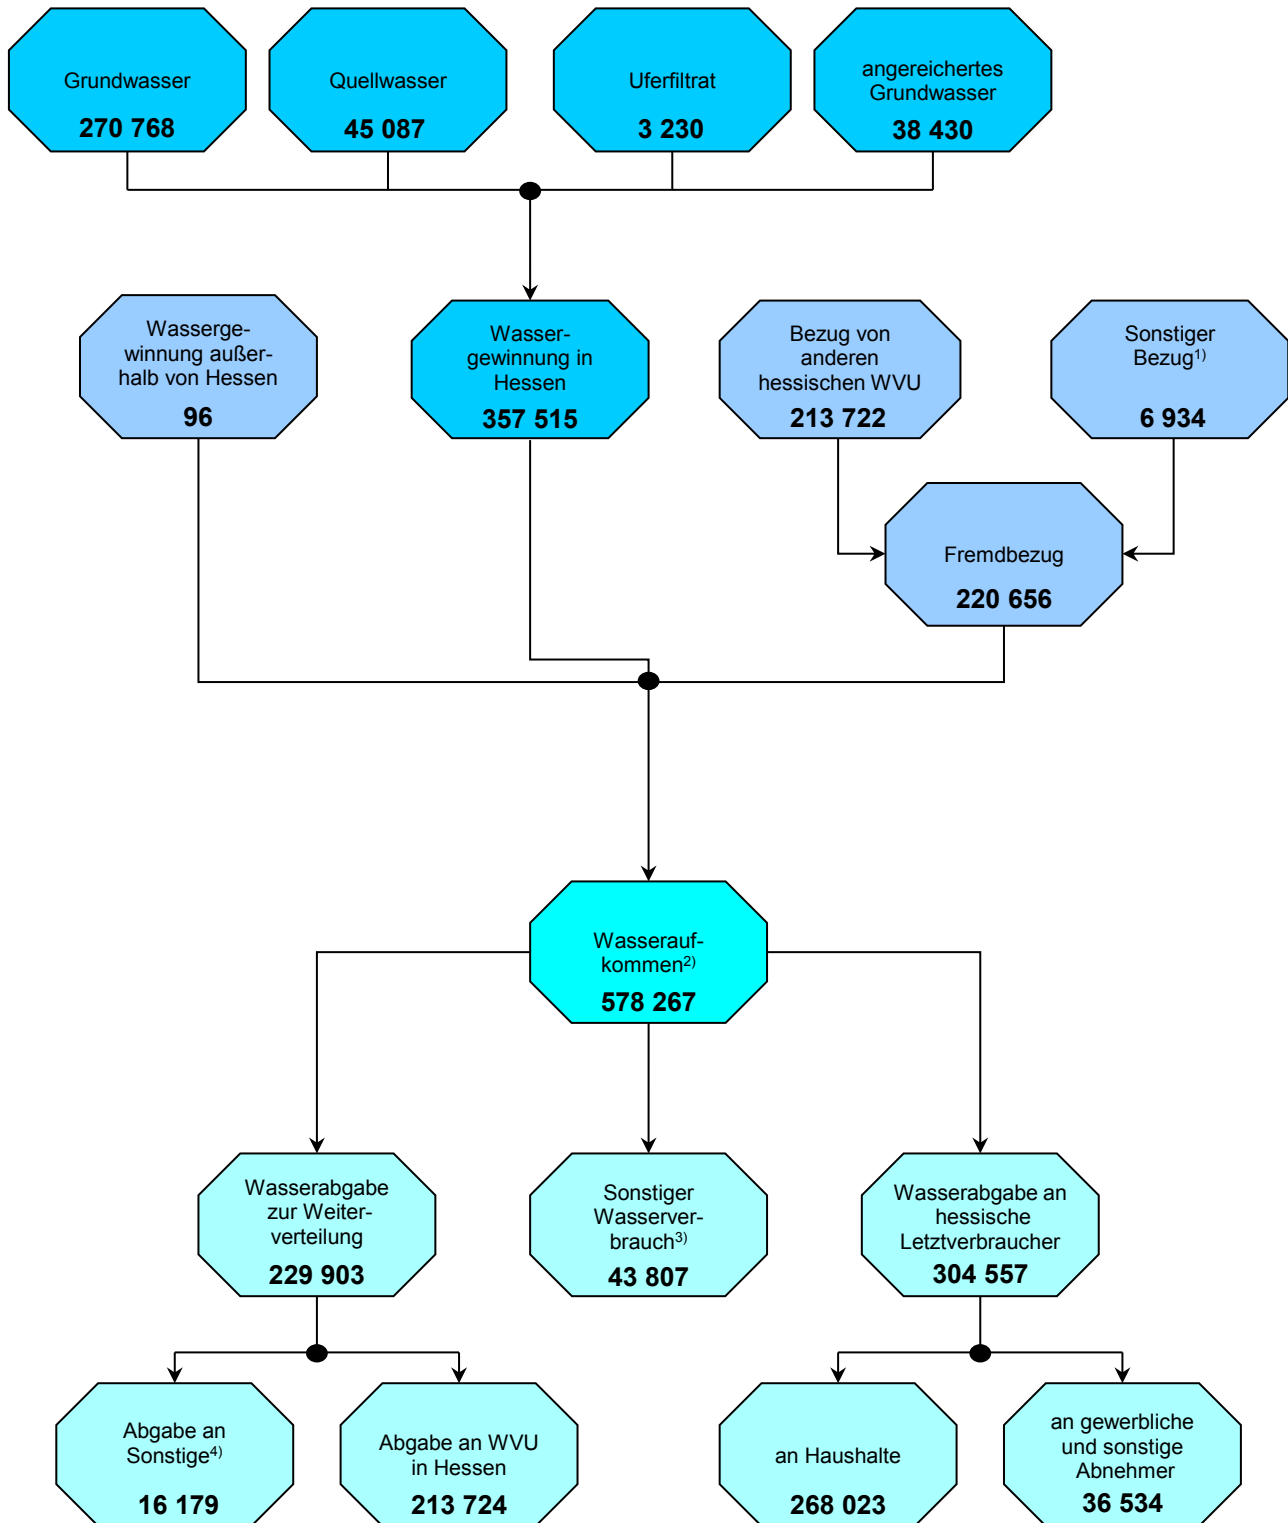 Grundwasser
270 768
Quellwasser
45 087
Uferfiltrat
3 230
angereichertes
Grundwasser
38 430
Wasserge-
winnung außer-
halb von Hessen
96
Wasser-
gewinnung in
Hessen
357 515
Bezug von
anderen
hessischen WVU
213 722
Sonstiger
Bezug1)
6 934
Fremdbezug
220 656
Wasserauf-
kommen2)
578 267
Wasserabgabe
zur Weiter-
verteilung
229 903
Sonstiger
Wasserver-
brauch3)
43 807
Wasserabgabe an
hessische
Letztverbraucher
304 557
Abgabe an
Sonstige4)
16 179
Abgabe an WVU
in Hessen
213 724
an Haushalte
268 023
an gewerbliche
und sonstige
Abnehmer
36 534